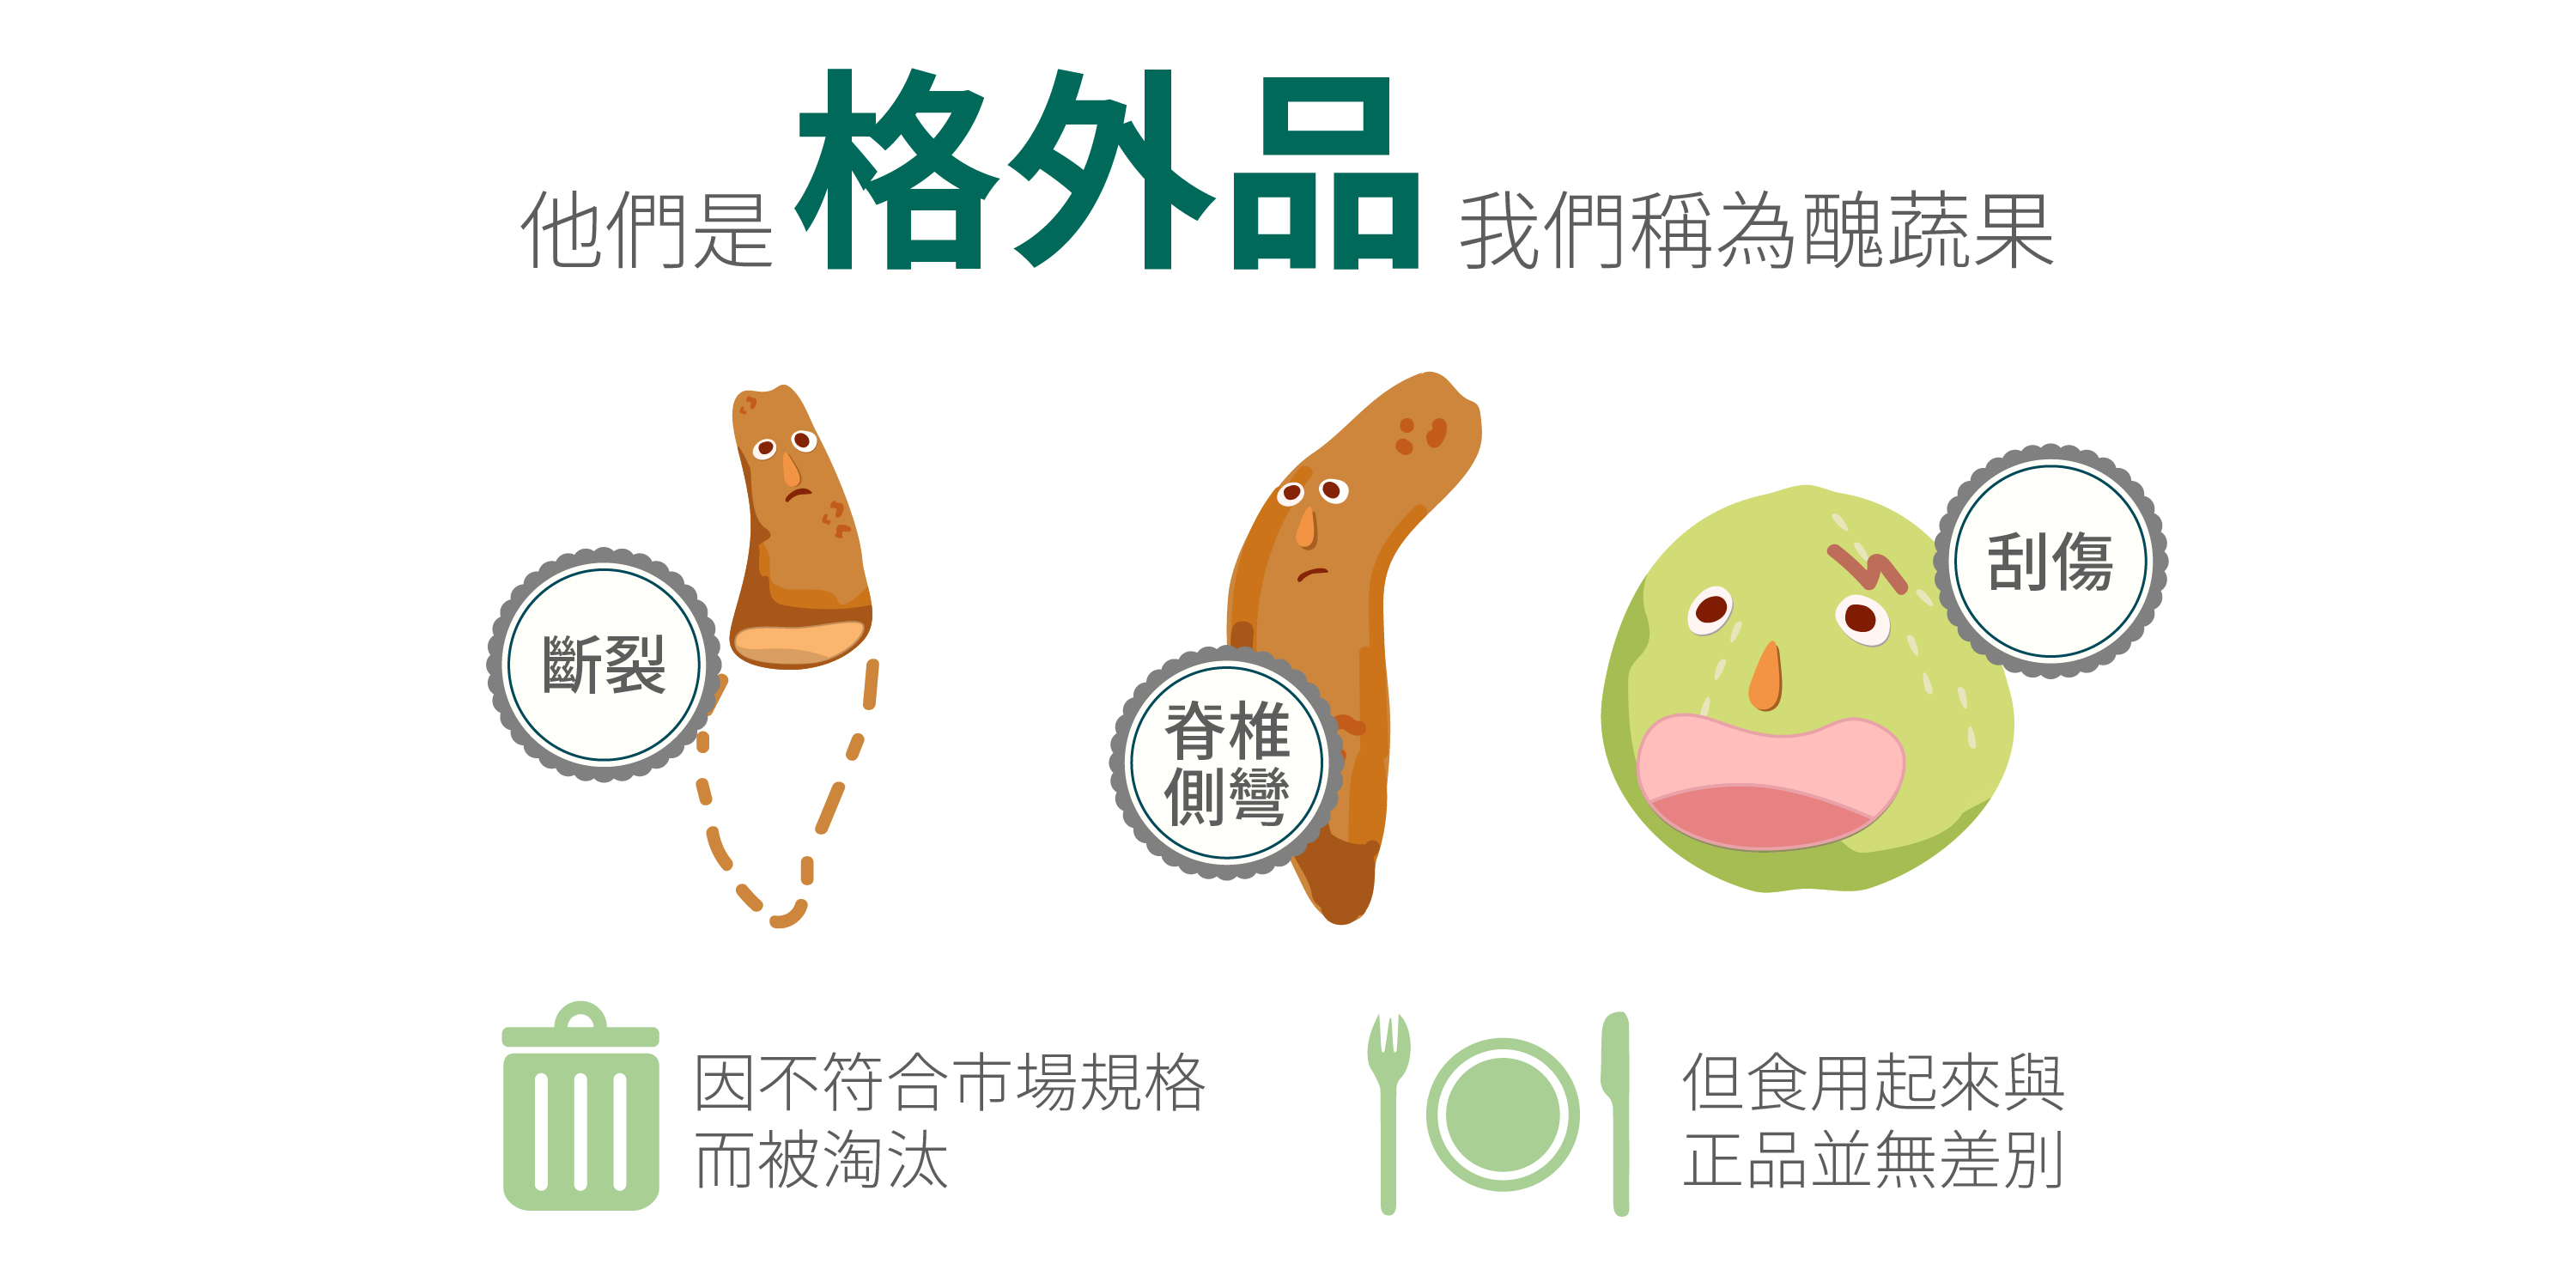 他們是格外品 我們稱為醜蔬果
斷裂
脊椎
側彎
刮傷
因不符合市場規格
而被淘汰
但食用起來與
正品並無差別